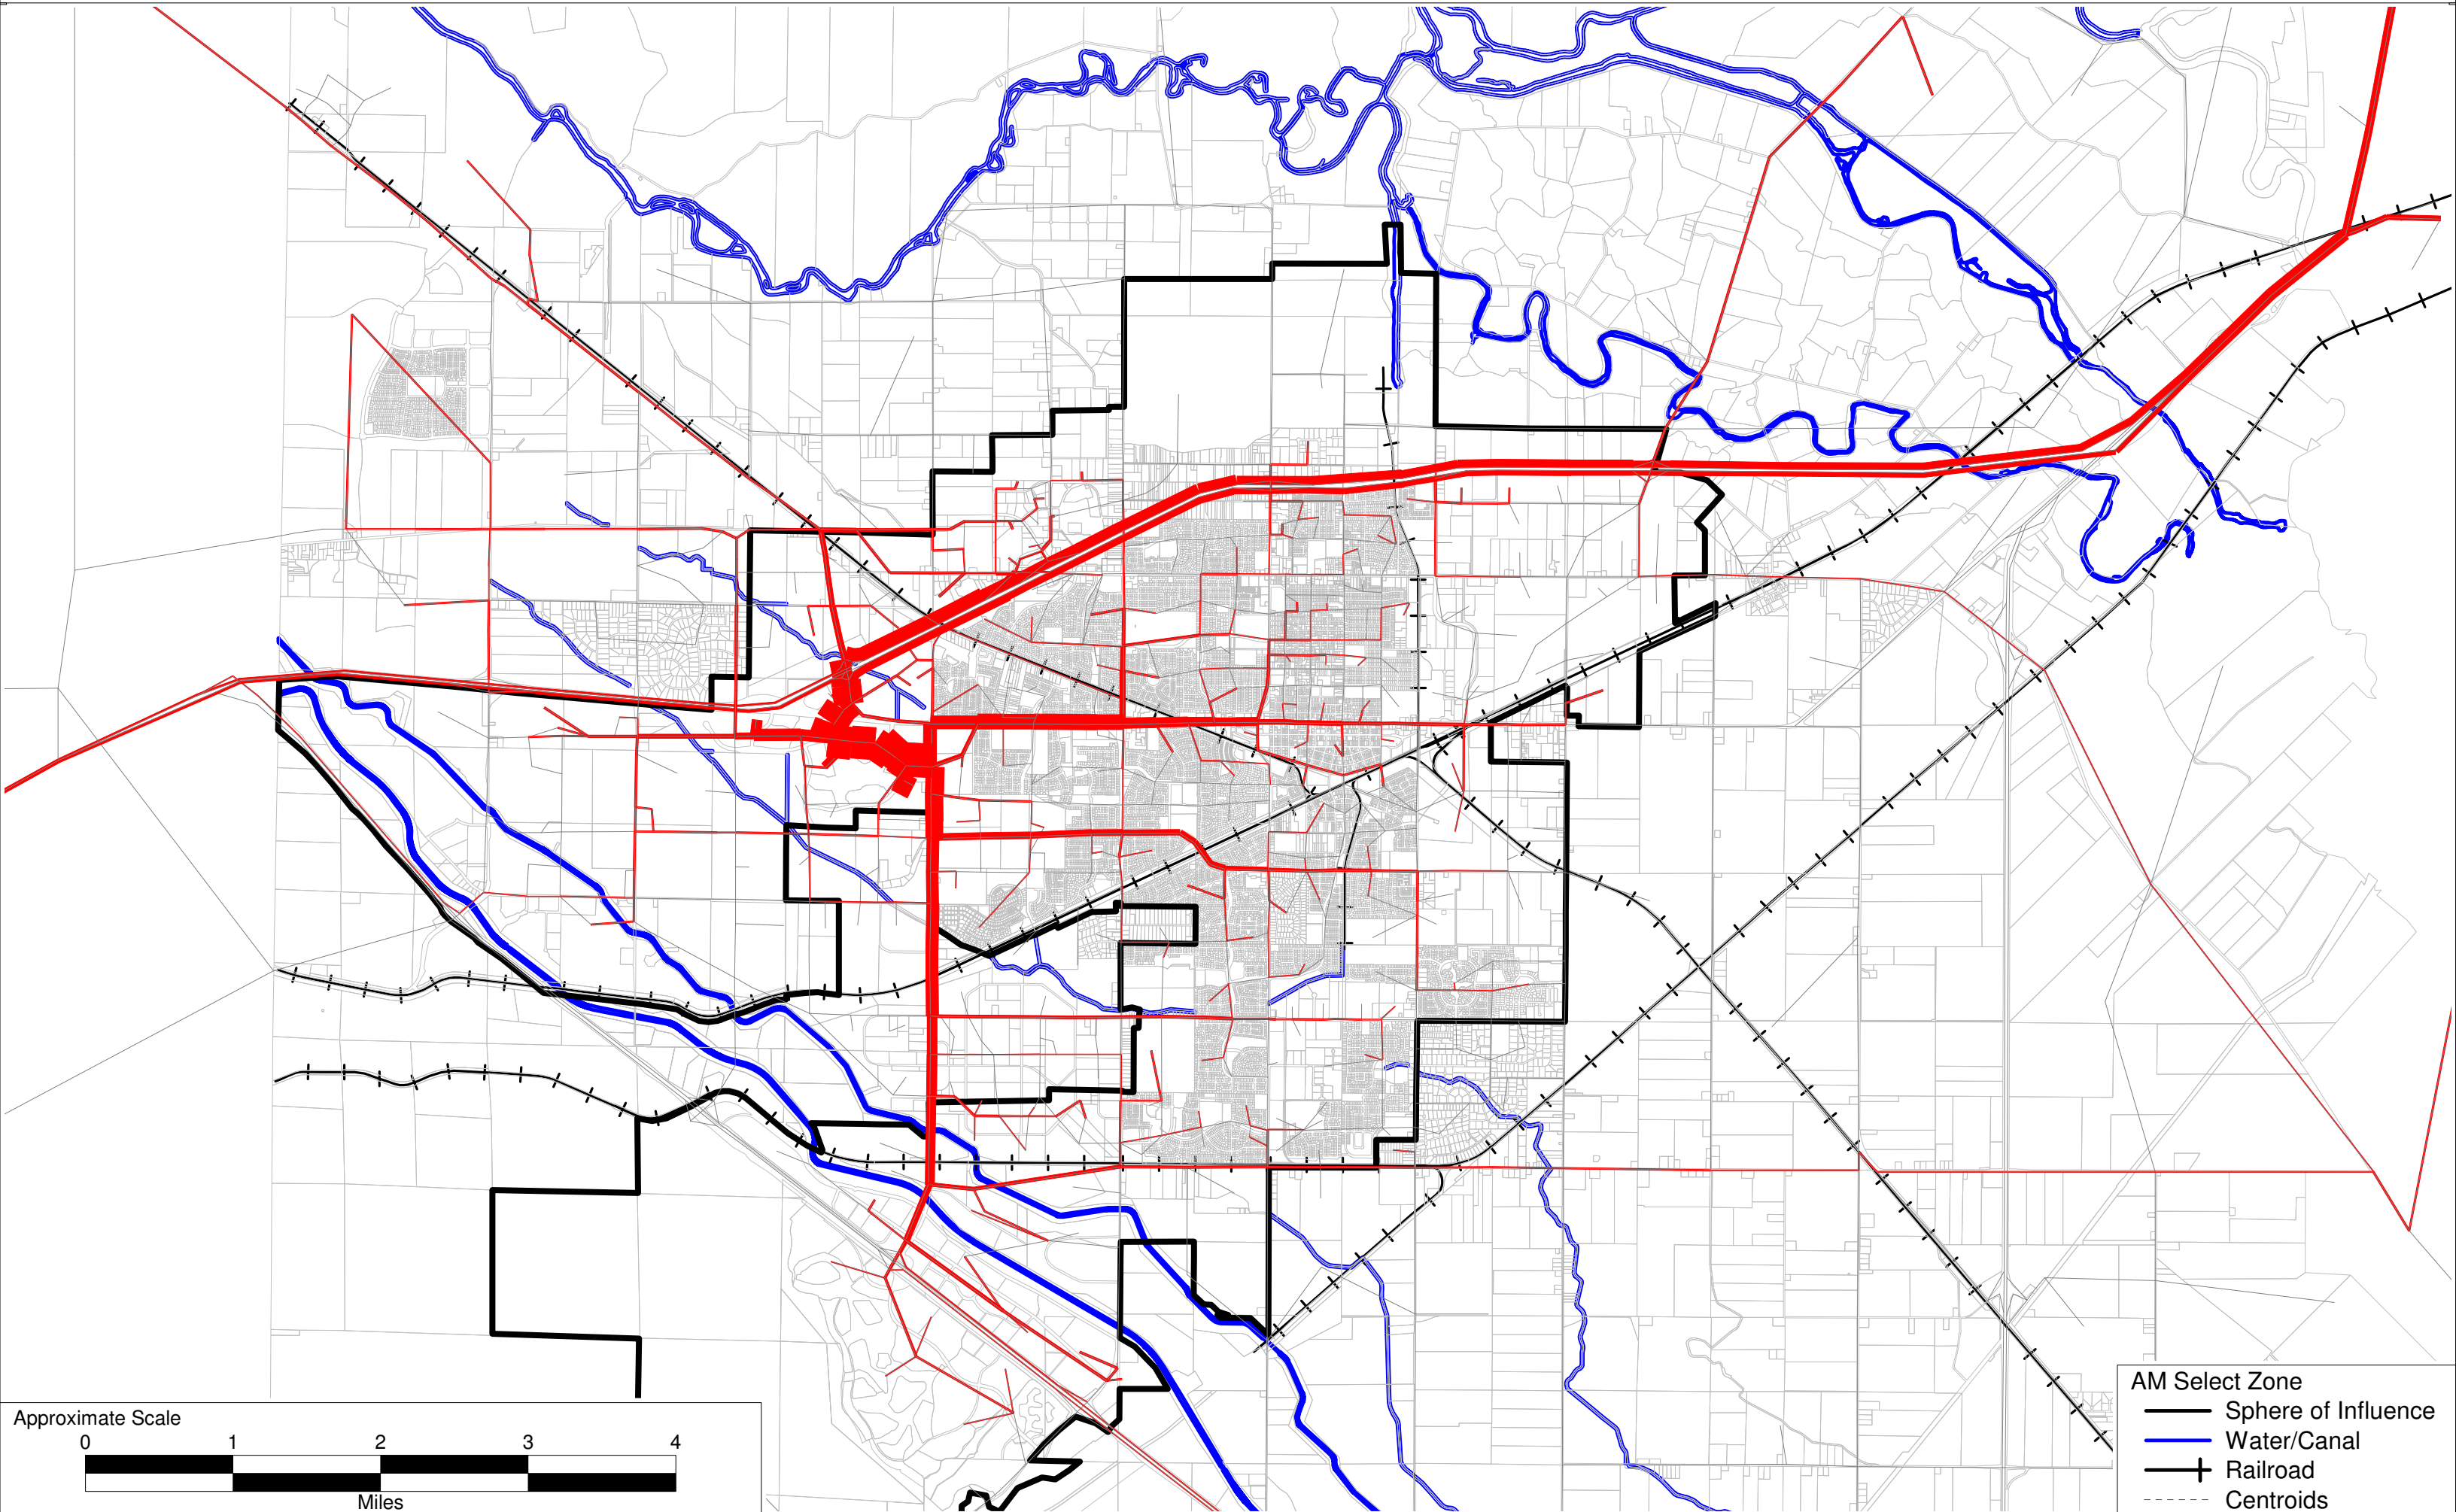 Approximate Scale
0 1 2 3 4
Miles
AM Select Zone
Sphere of Influence
Water/Canal
Railroad
Centroids